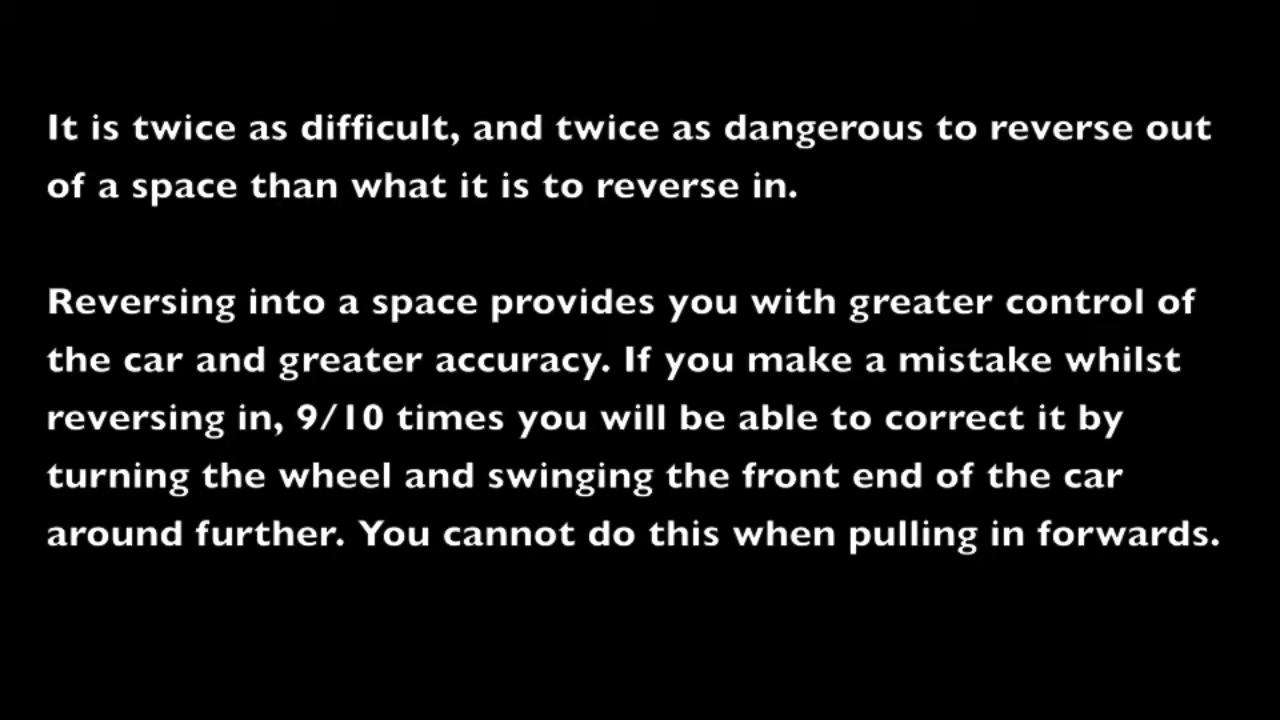 It is twice as difficult, and twice as dangerous to reverse out
of a space than what it is to reverse in.
Reversing into a space provides you with greater control of
the car and greater accuracy. If you make a mistake whilst
reversing in, 9/10 times you will be able to correct it by
turning the wheel and swinging the front end of the car
around further. You cannot do this when pulling in forwards.